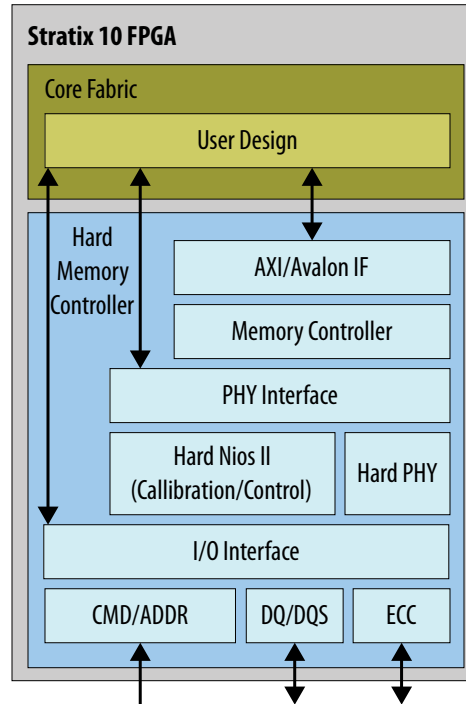 Stratix 10 FPGA
Core Fabric
User Design
Hard
Memory
Controller
AXI/Avalon IF
Memory Controller
PHY Interface
Hard Nios II
(Callibration/Control)
Hard PHY
I/O Interface
CMD/ADDR
DQ/DQS
ECC